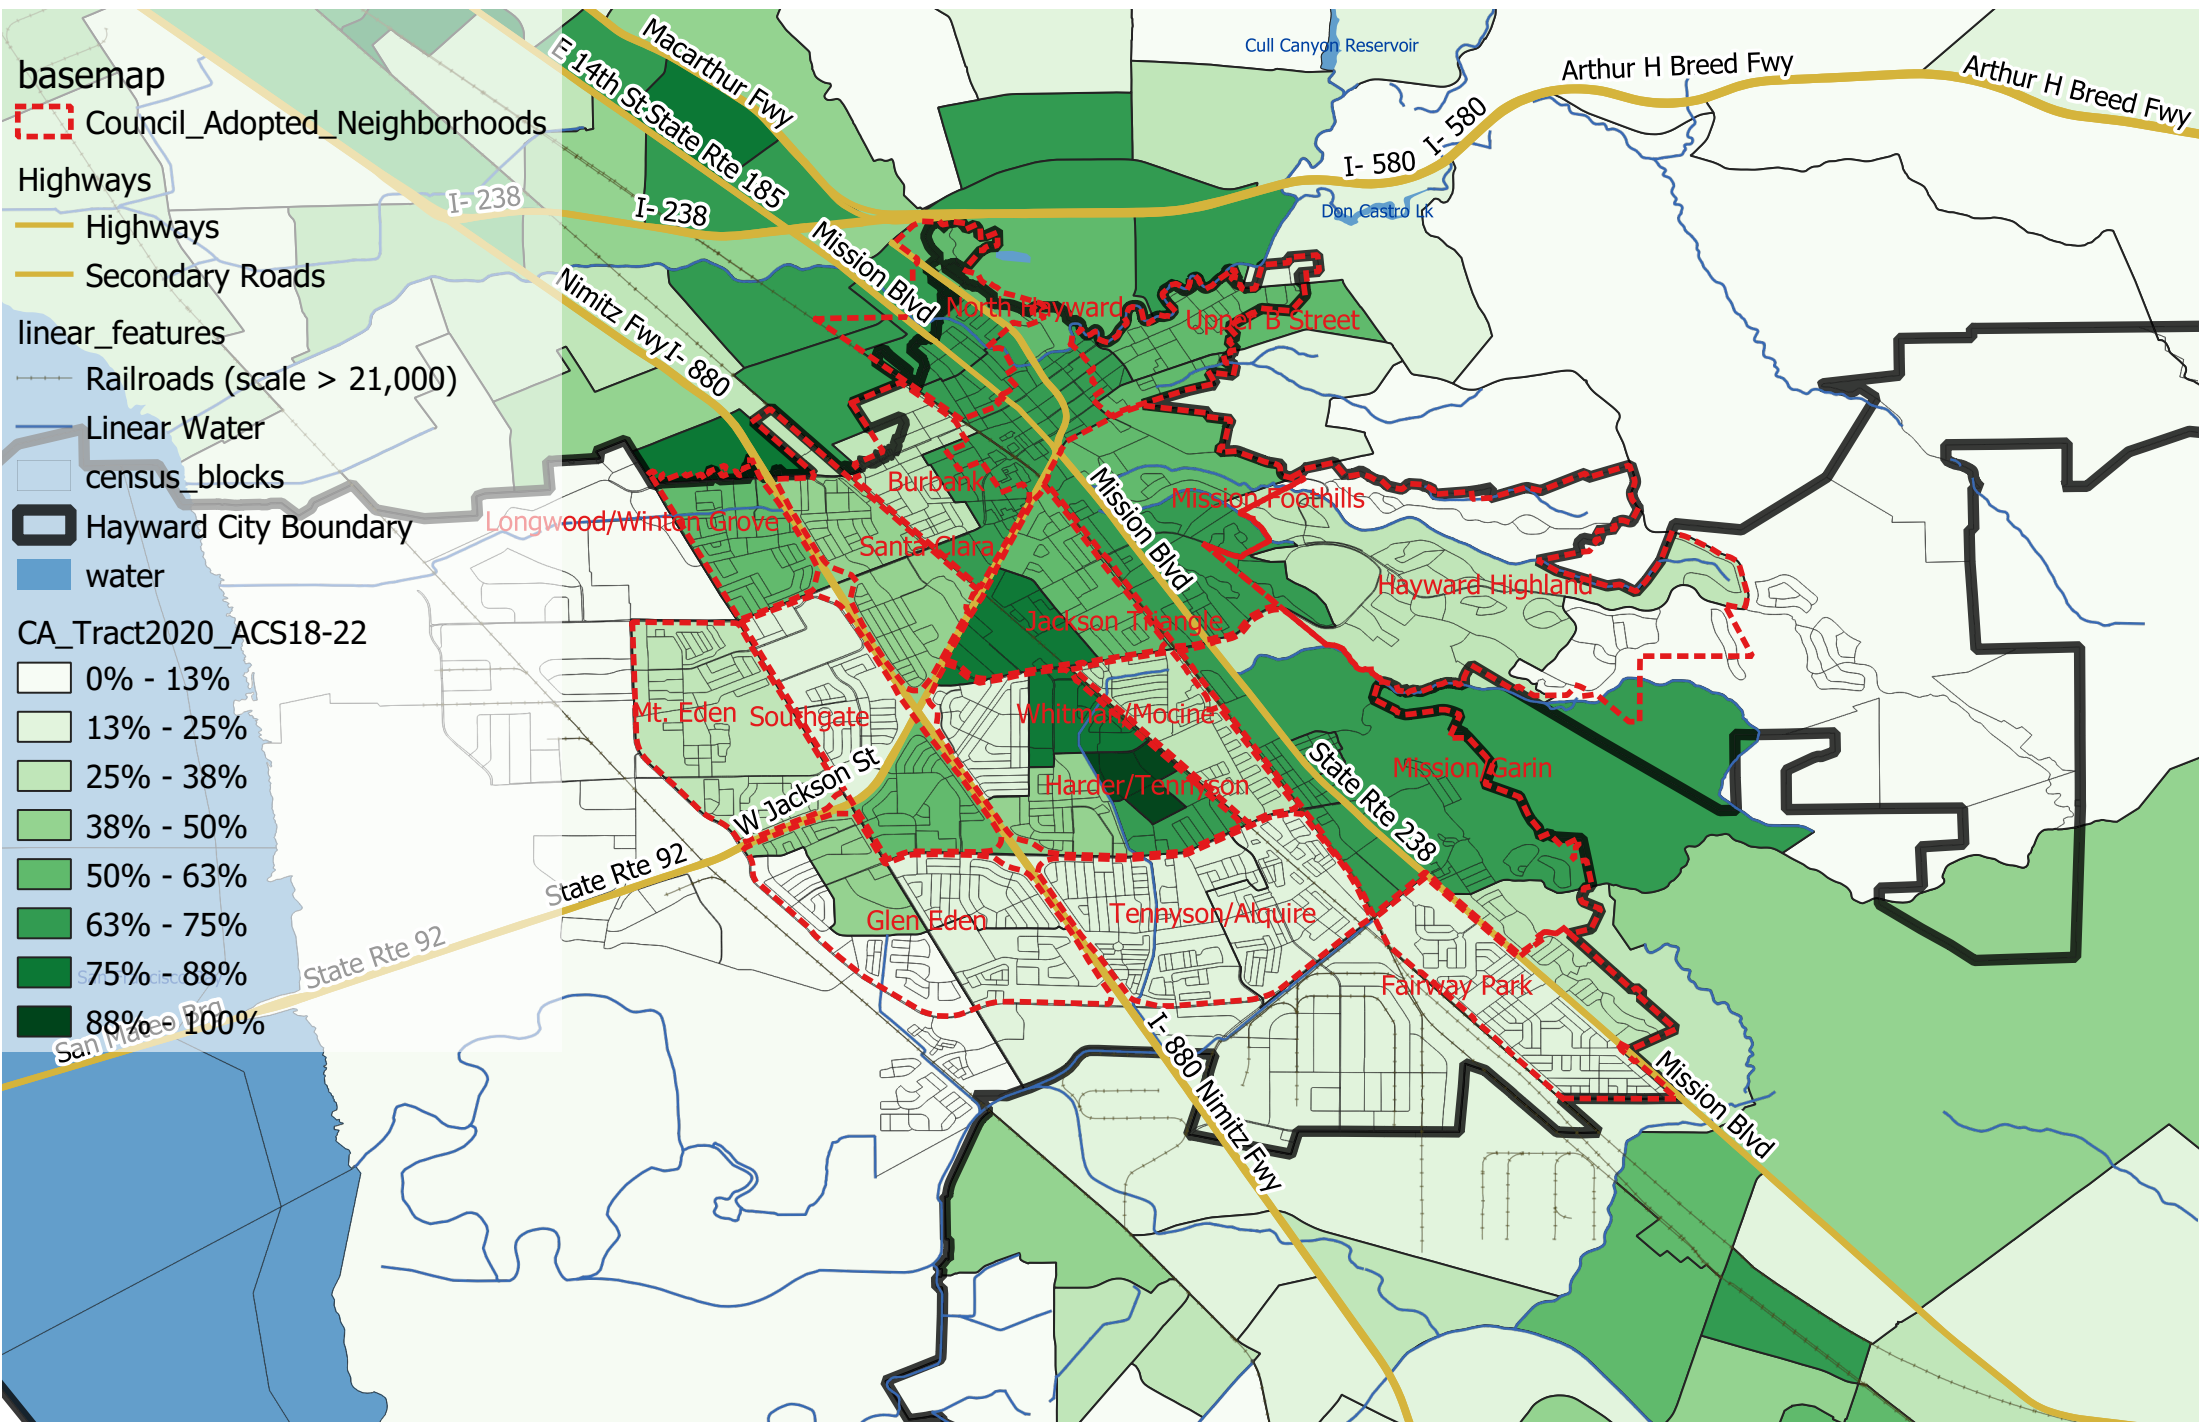 basemap
Council_Adopted_Neighborhoods
Highways
Highways
Secondary Roads
linear_features
Railroads (scale > 21,000)
Linear Water
census_blocks
Hayward City Boundary
water
CA_Tract2020_ACS18-22
0% - 13%
13% - 25%
25% - 38%
38% - 50%
50% - 63%
63% - 75%
75% - 88%
88% - 100%
Macarthur Fwy
E 14th St State Rte 185
I- 238
I- 238
Mission Blvd
Nimitz Fwy I- 880
Cull Canyon Reservoir
Arthur H Breed Fwy
Arthur H Breed Fwy
I- 580
I- 580
Don Castro Lk
North Hayward
Upper B Street
Burbank
Mission Blvd
Mission Foothills
Longwood/Winton Grove
Santa Clara
Hayward Highland
Jackson Triangle
Mt. Eden
Southgate
Whitman/Mocine
Mission/Garin
Harder/Tennyson
State Rte 238
W Jackson St
State Rte 92
Glen Eden
Tennyson/Alquire
State Rte 92
Fairway Park
San Mateo Brg
I- 880 Nimitz Fwy
Mission Blvd